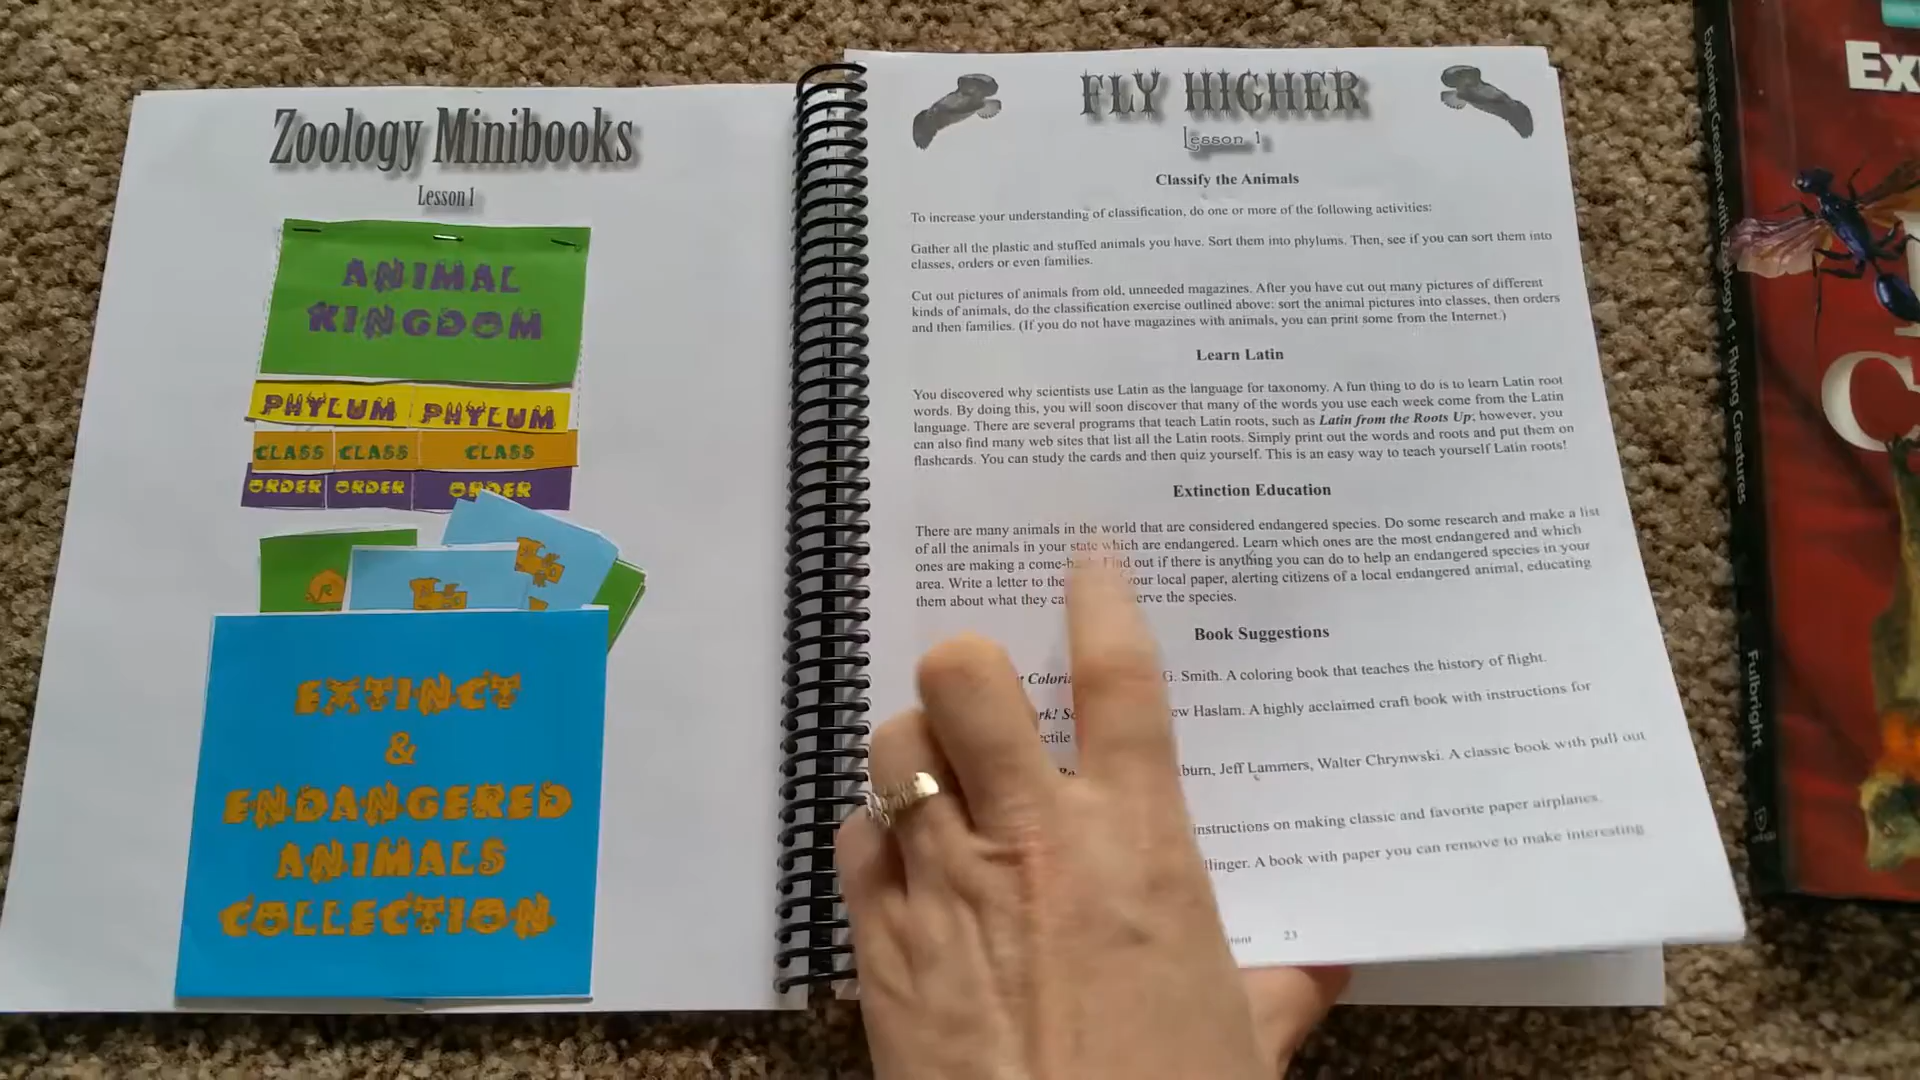 Zoology Minibooks
Lesson 1
ANIMAL
KINGDOM
PHYLUM PHYLUM
CLASS CLASS CLASS
ORDER ORDER ORDER
EXTINCT
&
ENDANGERED
ANIMALS
COLLECTION
FLY HIGHER
Lesson 1
Classify the Animals
To increase your understanding of classification, do one or more of the following activities:
Gather all the plastic and stuffed animals you have. Sort them into phylums. Then, see if you can sort them into
classes, orders or even families.
Cut out pictures of animals from old, unneeded magazines. After you have cut out many pictures of different
kinds of animals, do the classification exercise outlined above: sort the animal pictures into classes, then orders
and then families. (If you do not have magazines with animals, you can print some from the Internet.)
Learn Latin
You discovered why scientists use Latin as the language for taxonomy. A fun thing to do is to learn Latin root
words. By doing this, you will soon discover that many of the words you use each week come from the Latin
language. There are several programs that teach Latin roots, such as Latin from the Roots Up; however, you
can also find many web sites that list all the Latin roots. Simply print out the words and roots and put them on
flashcards. You can study the cards and then quiz yourself. This is an easy way to teach yourself Latin roots!
Extinction Education
There are many animals in the world that are considered endangered species. Do some research and make a list
of all the animals in your state which are endangered. Learn which ones are the most endangered and which
ones are making a come- Find out if there is anything you can do to help an endangered species in your
area. Write a letter to the your local paper, alerting citizens of a local endangered animal, educating
them about what they the species.
Book Suggestions
G. Smith. A coloring book that teaches the history of flight.
Haslam. A highly acclaimed craft book with instructions for
Jeff Lammers, Walter Chrynwski. A classic book with pull out
instructions on making classic and favorite paper airplanes.
A book with paper you can remove to make interesting
23
Exploring Creation with Zoology 1: Flying Creatures
Fulbright
Ex
C